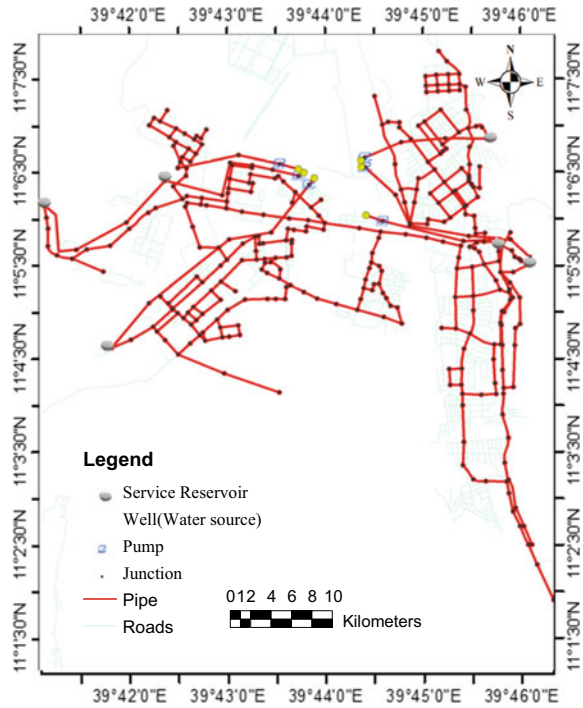 39°42'0"E 39°43'0"E 39°44'0"E 39°45'0"E 39°46'0"E
N
W E
S
11°7'30"N 11°7'30"N
11°6'30"N 11°6'30"N
11°5'30"N 11°5'30"N
11°4'30"N 11°4'30"N
11°3'30"N 11°3'30"N
11°2'30"N 11°2'30"N
11°1'30"N 11°1'30"N
Legend
Service Reservoir
Well(Water source)
Pump
Junction
Pipe
Roads
012 4 6 8 10
Kilometers
39°42'0"E 39°43'0"E 39°44'0"E 39°45'0"E 39°46'0"E